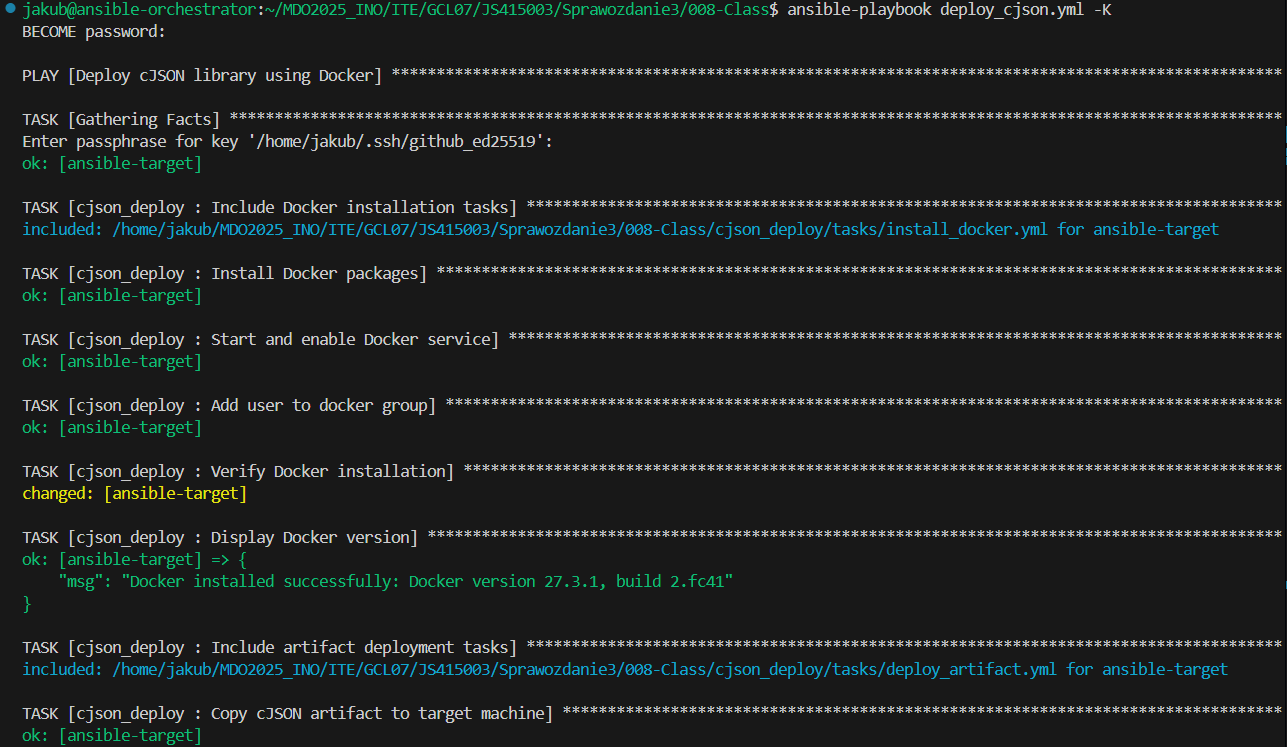 jakub@ansible-orchestrator:~/MDO2025_INO/ITE/GCL07/JS415003/Sprawozdanie3/008-Class$ ansible-playbook deploy_cjson.yml -K
BECOME password:
PLAY [Deploy cJSON library using Docker] ***************************************************************************************************
TASK [Gathering Facts] *********************************************************************************************************************
Enter passphrase for key '/home/jakub/.ssh/github_ed25519':
ok: [ansible-target]
TASK [cjson_deploy : Include Docker installation tasks] ************************************************************************************
included: /home/jakub/MDO2025_INO/ITE/GCL07/JS415003/Sprawozdanie3/008-Class/cjson_deploy/tasks/install_docker.yml for ansible-target
TASK [cjson_deploy : Install Docker packages] **********************************************************************************************
ok: [ansible-target]
TASK [cjson_deploy : Start and enable Docker service] **************************************************************************************
ok: [ansible-target]
TASK [cjson_deploy : Add user to docker group] *********************************************************************************************
ok: [ansible-target]
TASK [cjson_deploy : Verify Docker installation] *******************************************************************************************
changed: [ansible-target]
TASK [cjson_deploy : Display Docker version] ***********************************************************************************************
ok: [ansible-target] => {
    "msg": "Docker installed successfully: Docker version 27.3.1, build 2.fc41"
}
TASK [cjson_deploy : Include artifact deployment tasks] ************************************************************************************
included: /home/jakub/MDO2025_INO/ITE/GCL07/JS415003/Sprawozdanie3/008-Class/cjson_deploy/tasks/deploy_artifact.yml for ansible-target
TASK [cjson_deploy : Copy cJSON artifact to target machine] ********************************************************************************
ok: [ansible-target]